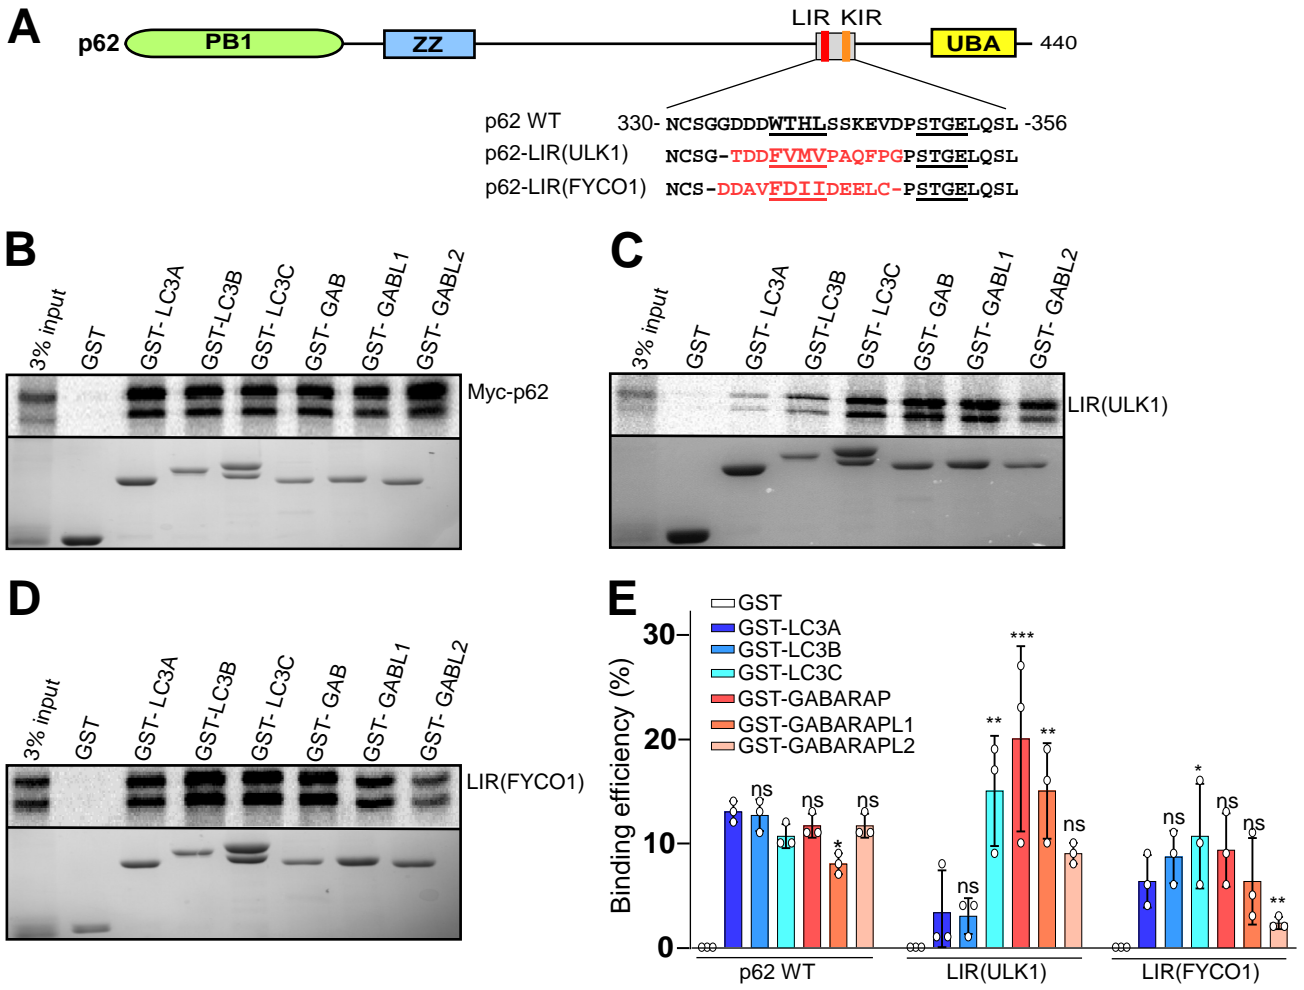 A
p62 PB1 ZZ LIR KIR UBA 440
p62 WT 330- NCSGGDDDWTHLSSKEVDPSTGELQSL -356
p62-LIR(ULK1) NCSG-TDDFVMVPAQFPGPSTGELQSL
p62-LIR(FYCO1) NCS-DDAVFDIIDEELC-PSTGELQSL
B
3% input GST GST- LC3A GST-LC3B GST- LC3C GST- GAB GST- GABL1 GST- GABL2
Myc-p62
C
3% input GST GST- LC3A GST-LC3B GST- LC3C GST- GAB GST- GABL1 GST- GABL2
LIR(ULK1)
D
3% input GST GST- LC3A GST-LC3B GST- LC3C GST- GAB GST- GABL1 GST- GABL2
LIR(FYCO1)
E
GST
GST-LC3A
GST-LC3B
GST-LC3C
GST-GABARAP
GST-GABARAPL1
GST-GABARAPL2
Binding efficiency (%)
30
20
10
0
ns ns * ns
ns ** *** ** ns
ns * ns ns **
p62 WT LIR(ULK1) LIR(FYCO1)